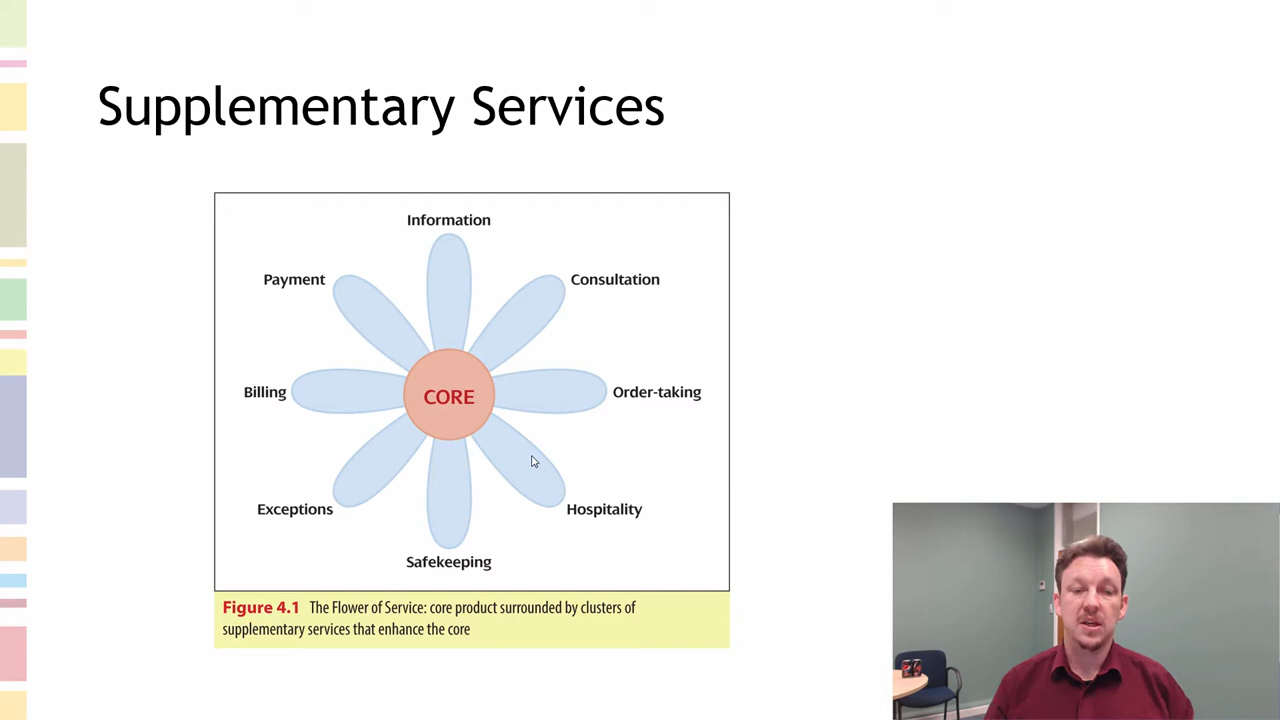 Supplementary Services
Information
Payment
Consultation
Billing
CORE
Order-taking
Exceptions
Hospitality
Safekeeping
Figure 4.1 The Flower of Service: core product surrounded by clusters of
supplementary services that enhance the core